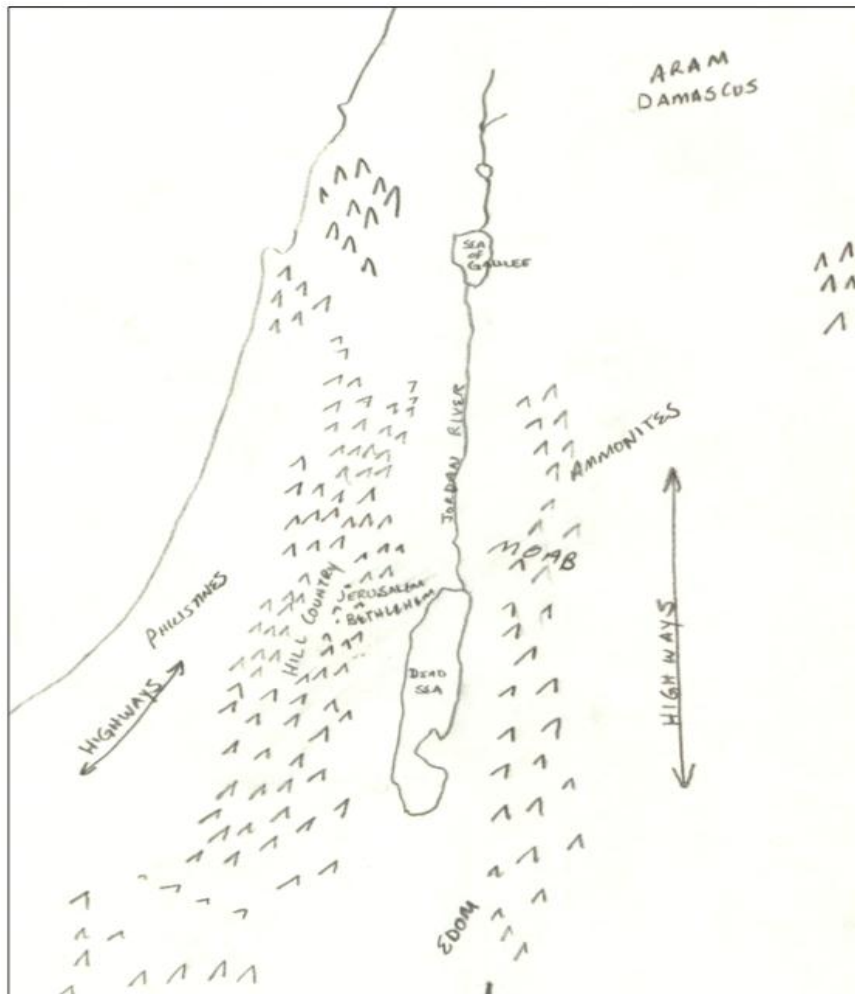 ARAM
DAMASCUS
SEA
OF
GALILEE
JORDAN RIVER
AMMONITES
MOAB
PHILISTINES
HILL COUNTRY
JERUSALEM
BETHLEHEM
HIGHWAYS
DEAD
SEA
HIGHWAYS
EDOM